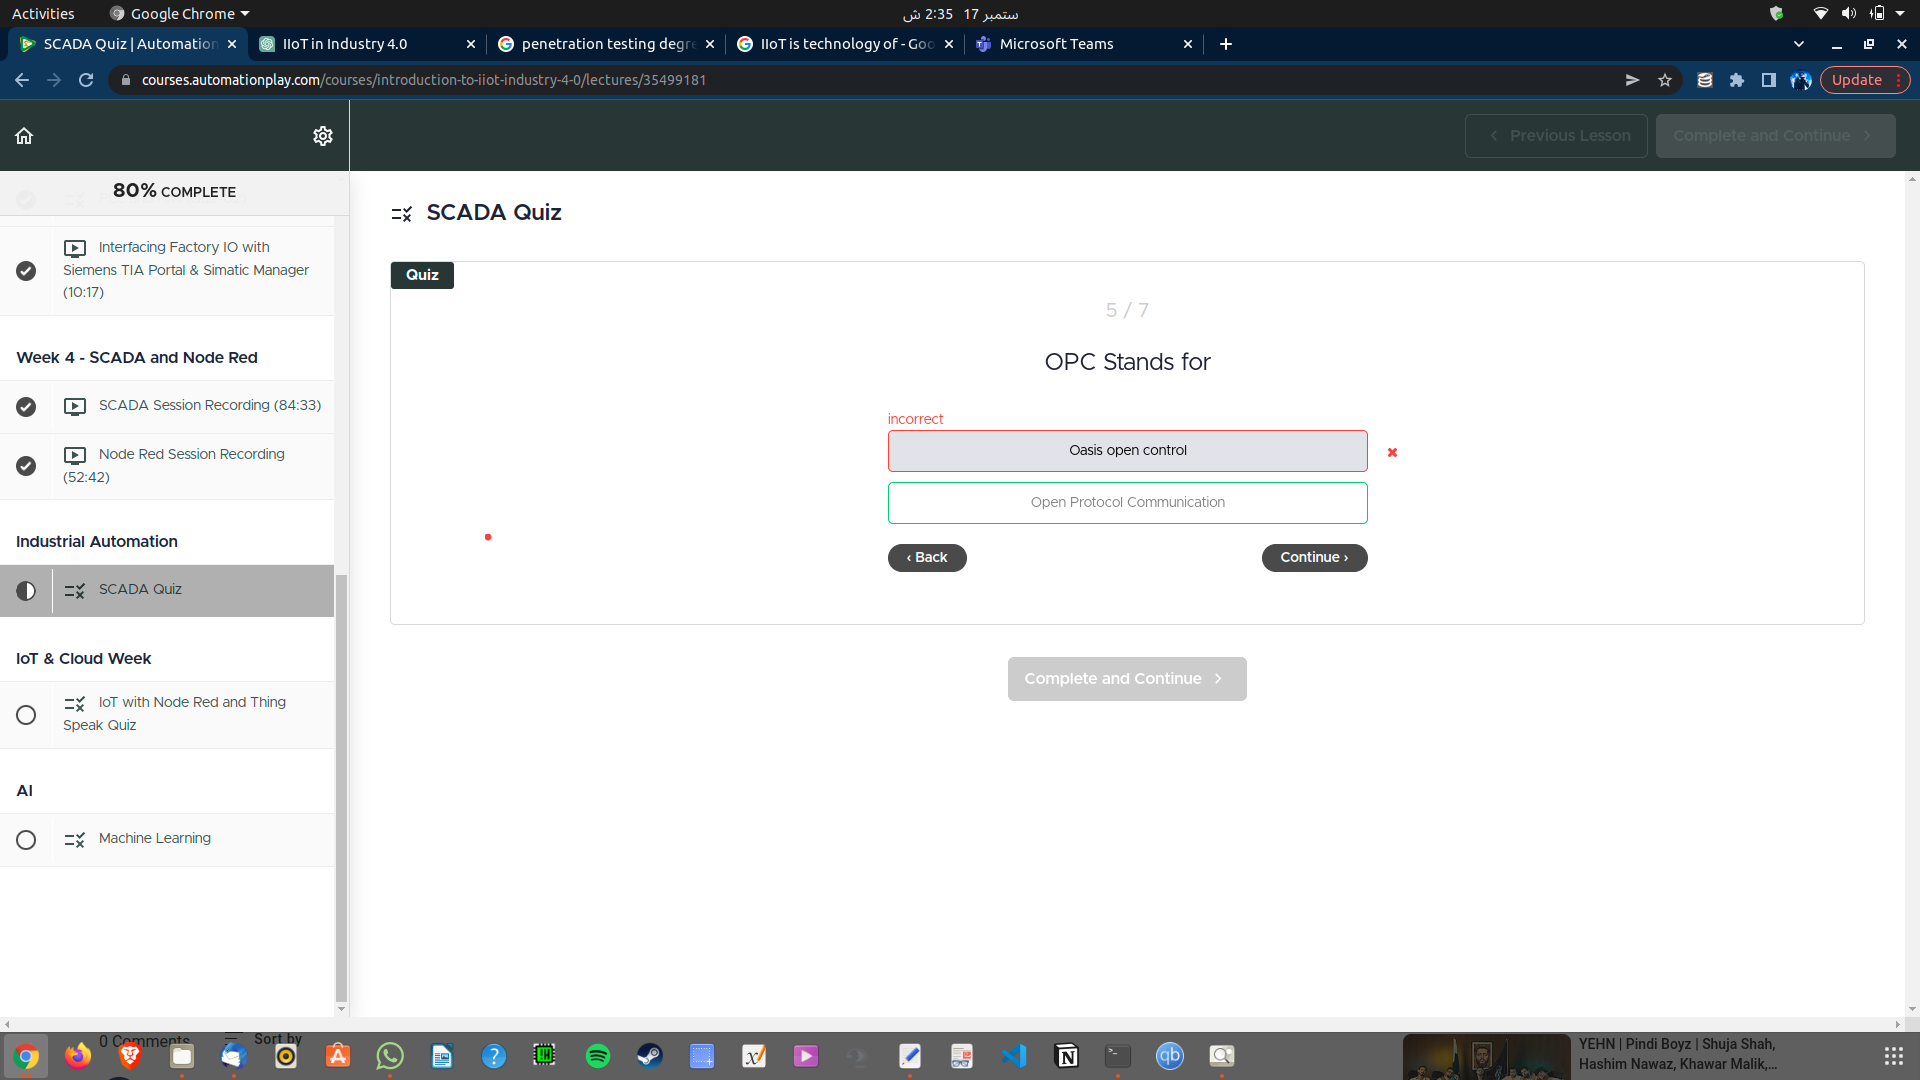 Activities
Google Chrome
ستمبر 17  2:35 ش
SCADA Quiz | Automation
IIoT in Industry 4.0
penetration testing degre
IIoT is technology of - Goo
Microsoft Teams
courses.automationplay.com/courses/introduction-to-iiot-industry-4-0/lectures/35499181
Update
Previous Lesson
Complete and Continue
80% COMPLETE
Interfacing Factory IO with
Siemens TIA Portal & Simatic Manager
(10:17)
Week 4 - SCADA and Node Red
SCADA Session Recording (84:33)
Node Red Session Recording
(52:42)
Industrial Automation
SCADA Quiz
IoT & Cloud Week
IoT with Node Red and Thing
Speak Quiz
AI
Machine Learning
SCADA Quiz
Quiz
5 / 7
OPC Stands for
incorrect
Oasis open control
Open Protocol Communication
‹ Back
Continue ›
Complete and Continue
0 Comments
Sort by
YEHN | Pindi Boyz | Shuja Shah,
Hashim Nawaz, Khawar Malik,...